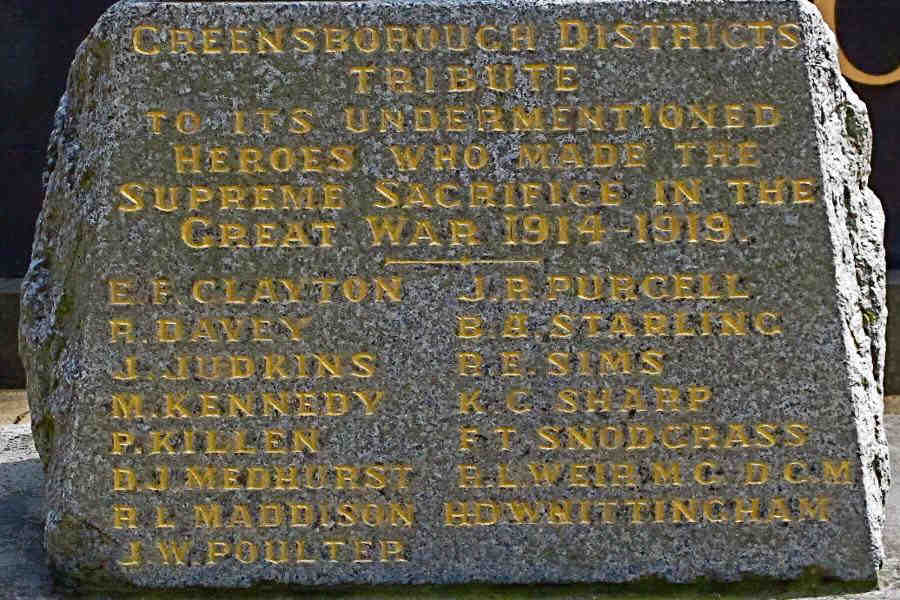 GREENSBOROUGH DISTRICTS
TRIBUTE
TO ITS UNDERMENTIONED
HEROES WHO MADE THE
SUPREME SACRIFICE IN THE
GREAT WAR 1914-1919.
E.F. CLAYTON
R. DAVEY
J. JUDKINS
M. KENNEDY
P. KILLEN
D.J. MEDHURST
R.L. MADDISON
J.W. POULTER
J.R. PURCELL
B.A. STARLING
P.E. SIMS
K.C. SHARP
F.T. SNODGRASS
R.L. WEIR. M.C. D.C.M
H.D. WHITTINGHAM